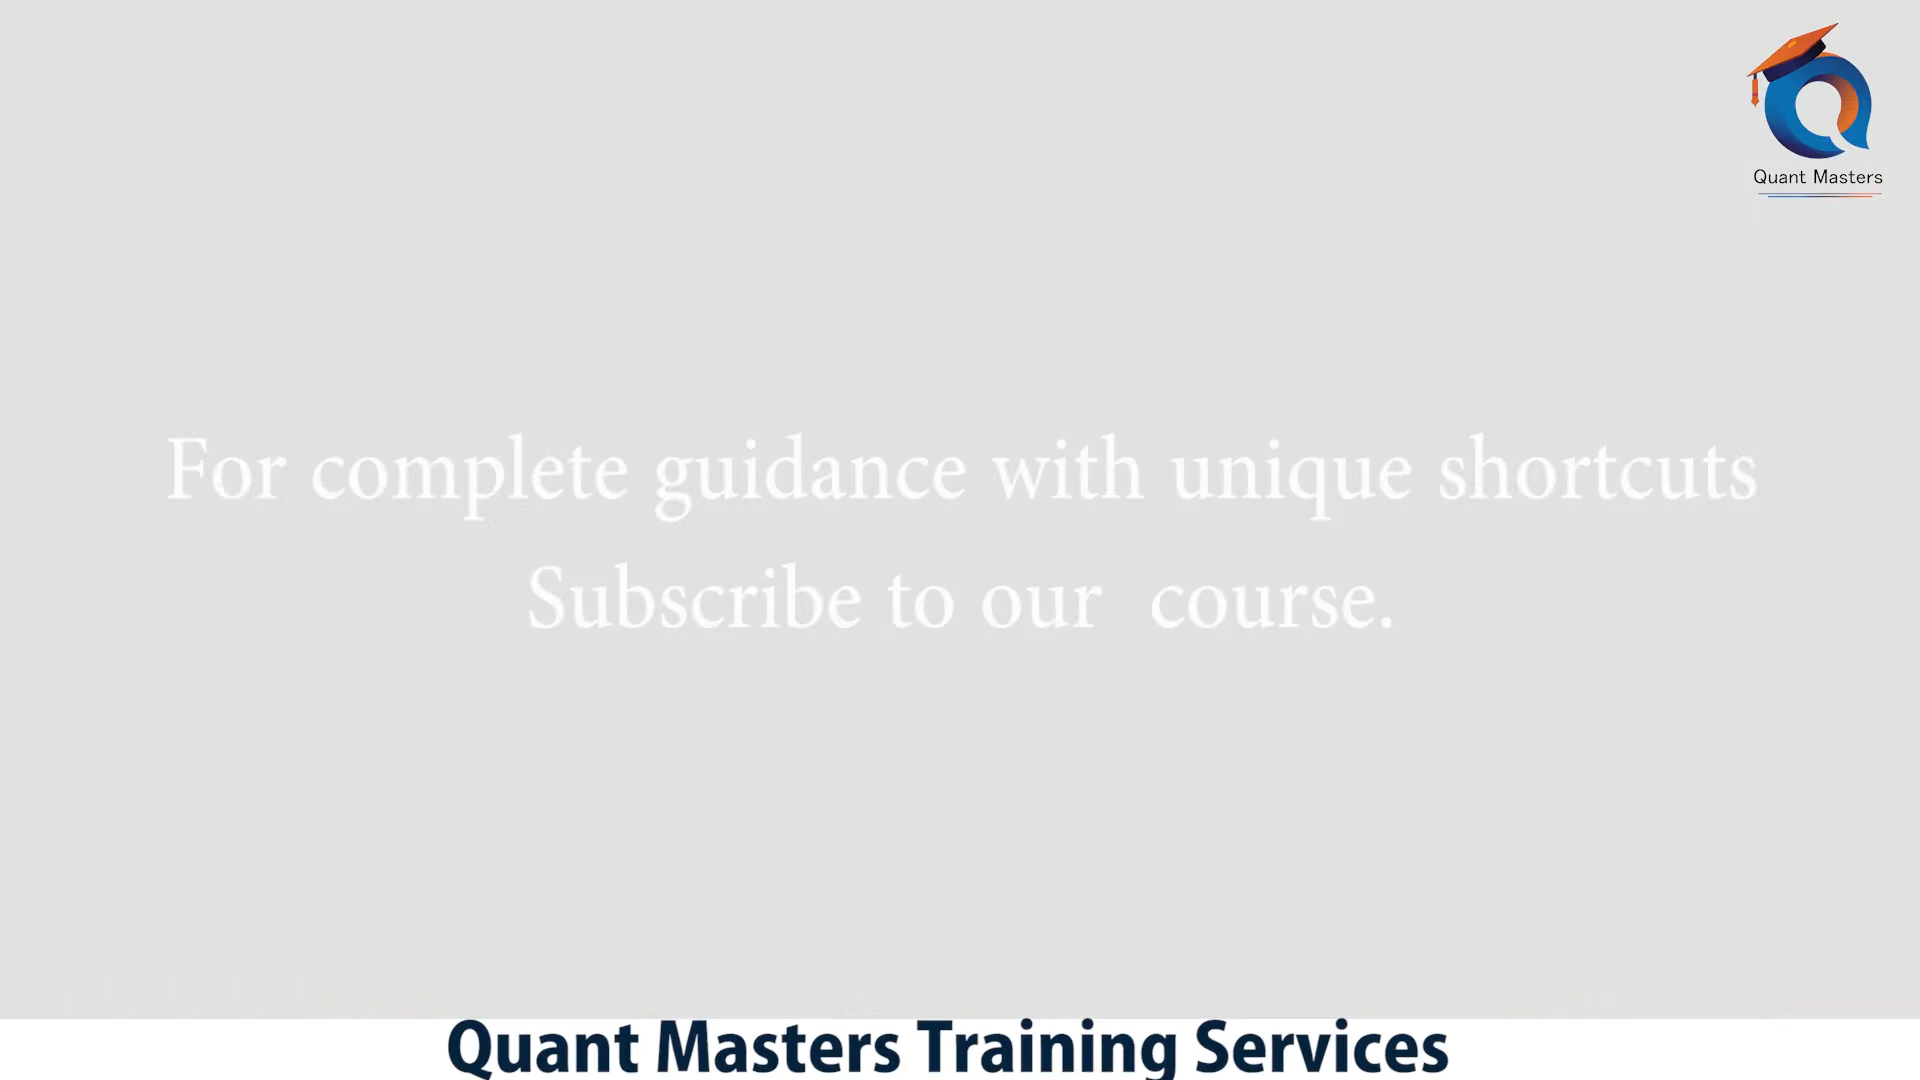 Quant Masters
For complete guidance with unique shortcuts
Subscribe to our course.
Quant Masters Training Services